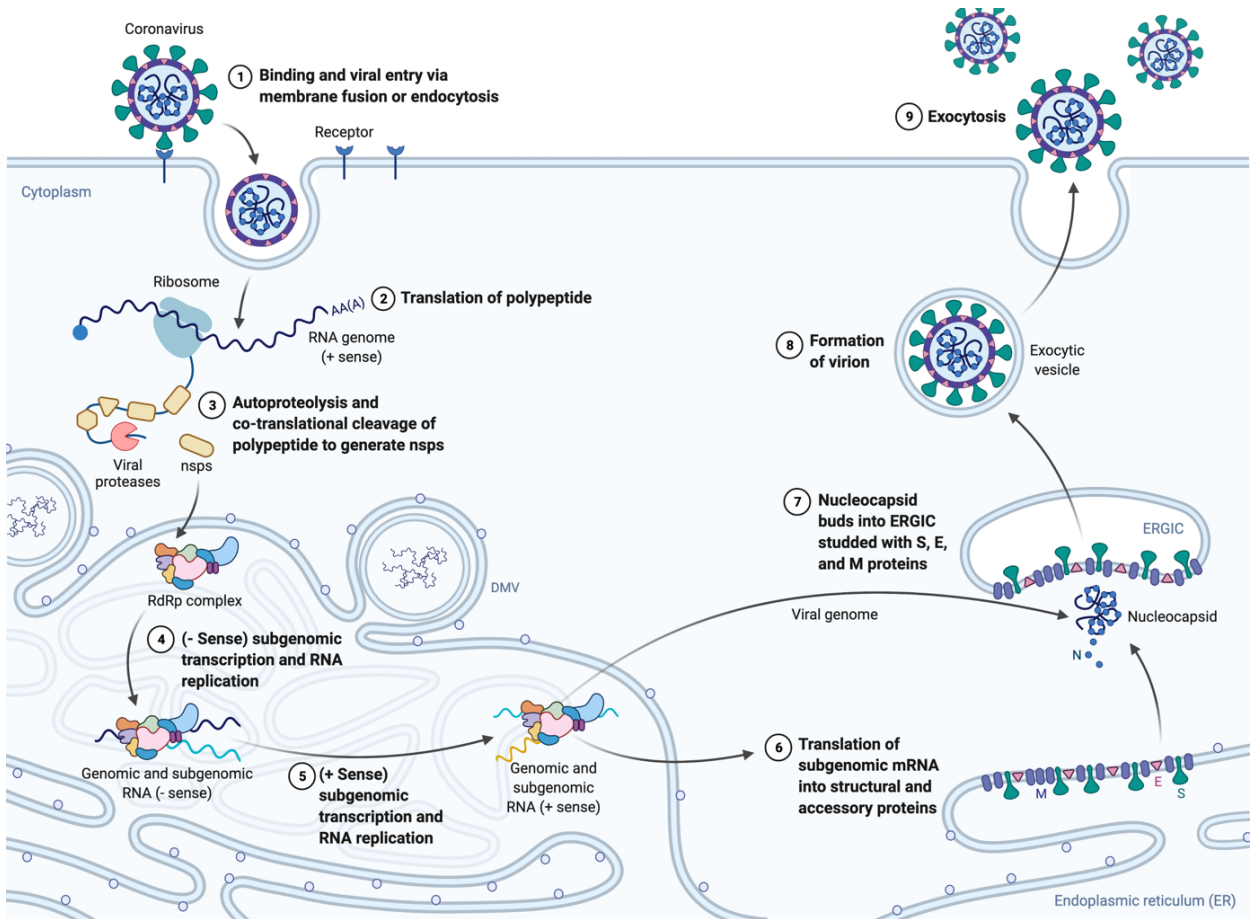 Coronavirus
1 Binding and viral entry via
membrane fusion or endocytosis
Receptor
Cytoplasm
Ribosome
AA(A)
2 Translation of polypeptide
RNA genome
(+ sense)
3 Autoproteolysis and
co-translational cleavage of
polypeptide to generate nsps
Viral
proteases
nsps
DMV
RdRp complex
4 (- Sense) subgenomic
transcription and RNA
replication
Genomic and subgenomic
RNA (- sense)
5 (+ Sense)
subgenomic
transcription and
RNA replication
Genomic and
subgenomic
RNA (+ sense)
Viral genome
6 Translation of
subgenomic mRNA
into structural and
accessory proteins
M
E
S
Endoplasmic reticulum (ER)
N
Nucleocapsid
7 Nucleocapsid
buds into ERGIC
studded with S, E,
and M proteins
ERGIC
8 Formation
of virion
Exocytic
vesicle
9 Exocytosis